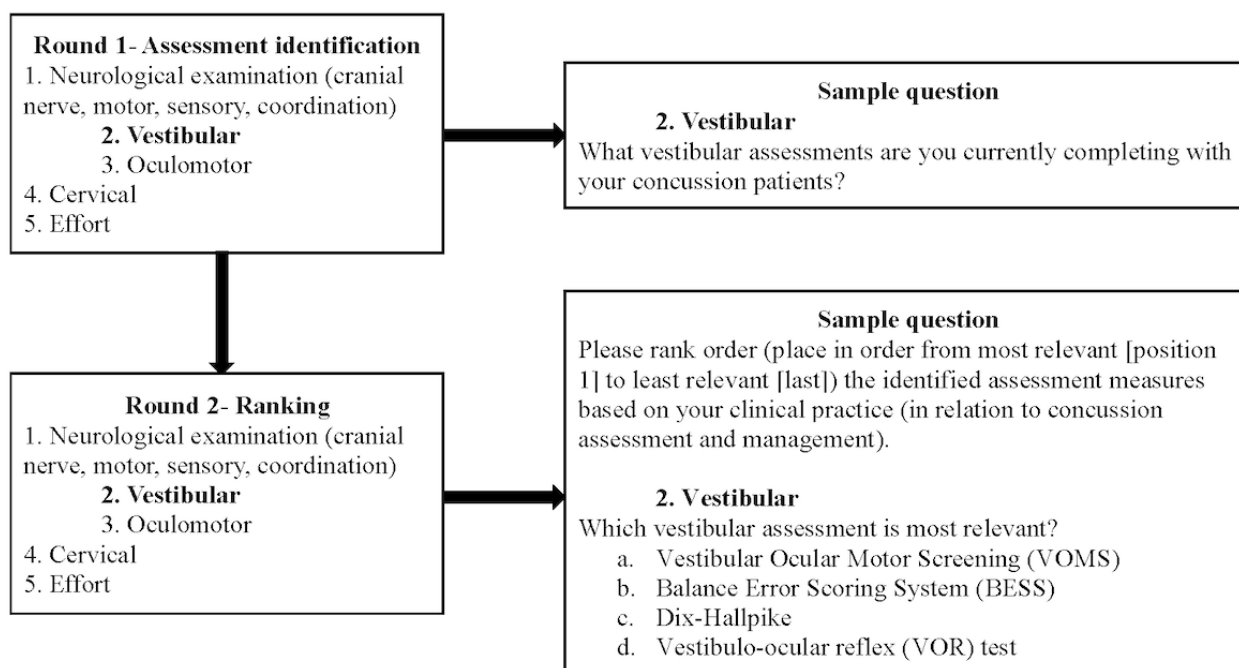 Round 1- Assessment identification
1. Neurological examination (cranial
nerve, motor, sensory, coordination)
2. Vestibular
3. Oculomotor
4. Cervical
5. Effort
Sample question
2. Vestibular
What vestibular assessments are you currently completing with
your concussion patients?
Round 2- Ranking
1. Neurological examination (cranial
nerve, motor, sensory, coordination)
2. Vestibular
3. Oculomotor
4. Cervical
5. Effort
Sample question
Please rank order (place in order from most relevant [position
1] to least relevant [last]) the identified assessment measures
based on your clinical practice (in relation to concussion
assessment and management).
2. Vestibular
Which vestibular assessment is most relevant?
a. Vestibular Ocular Motor Screening (VOMS)
b. Balance Error Scoring System (BESS)
c. Dix-Hallpike
d. Vestibulo-ocular reflex (VOR) test